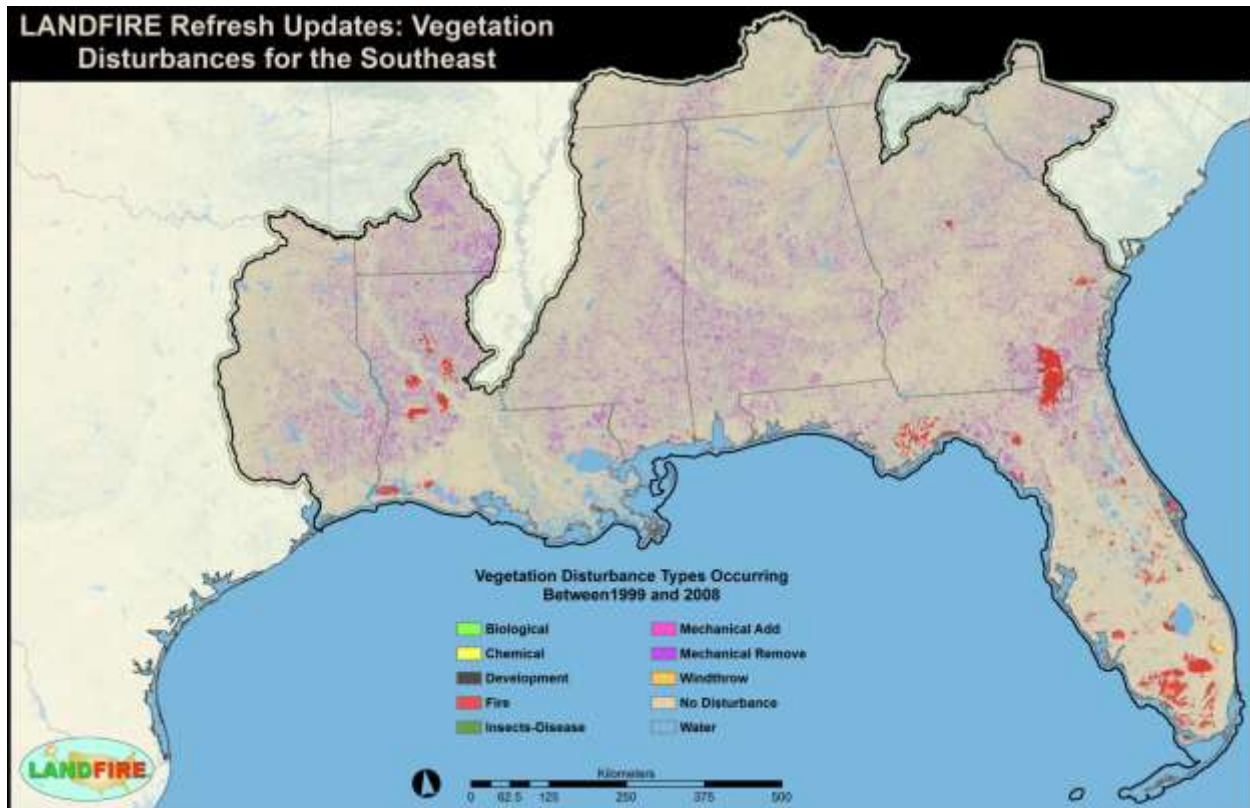 LANDFIRE Refresh Updates: Vegetation
Disturbances for the Southeast
Vegetation Disturbance Types Occurring
Between1999 and 2008
Biological
Chemical
Development
Fire
Insects-Disease
Mechanical Add
Mechanical Remove
Windthrow
No Disturbance
Water
LANDFIRE
Kilometers
0 62.5 125 250 375 500